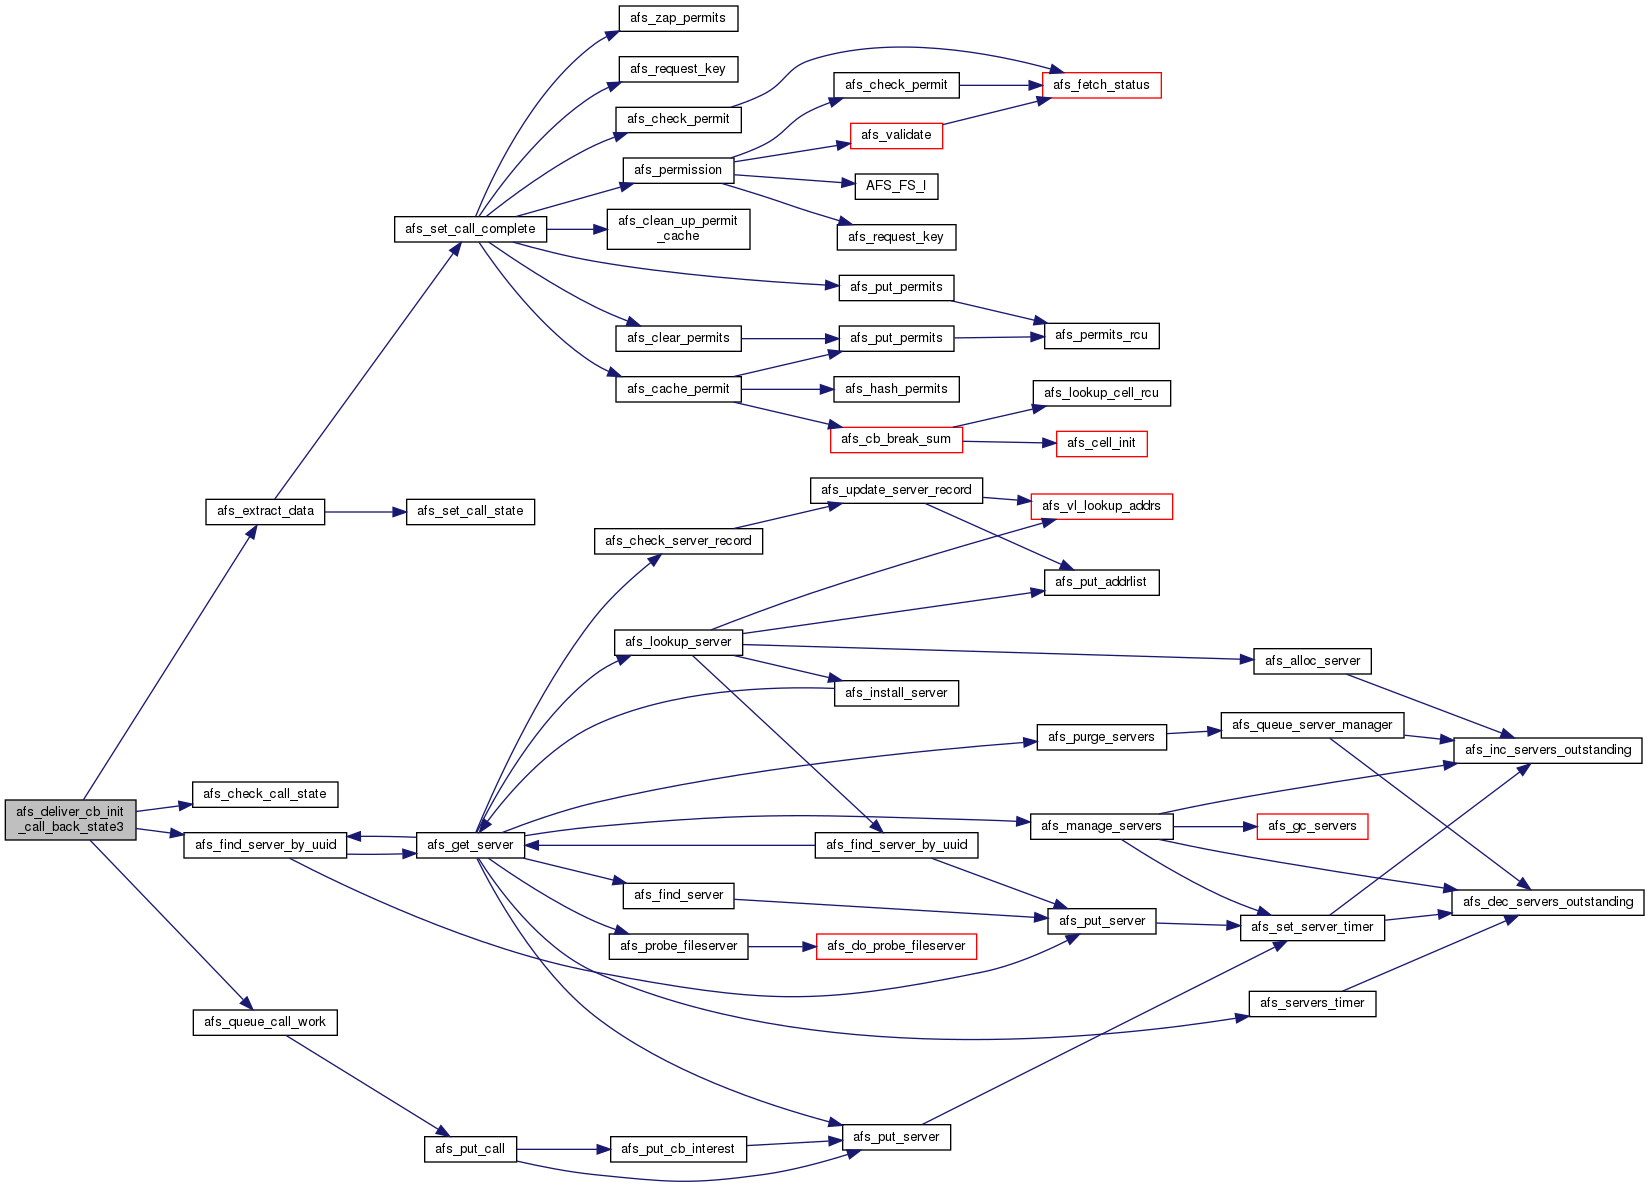 afs_zap_permits
afs_request_key
afs_check_permit
afs_fetch_status
afs_check_permit
afs_validate
afs_permission
AFS_FS_I
afs_set_call_complete
afs_clean_up_permit
_cache
afs_request_key
afs_put_permits
afs_clear_permits
afs_put_permits
afs_permits_rcu
afs_cache_permit
afs_hash_permits
afs_lookup_cell_rcu
afs_cb_break_sum
afs_cell_init
afs_extract_data
afs_set_call_state
afs_update_server_record
afs_vl_lookup_addrs
afs_check_server_record
afs_put_addrlist
afs_lookup_server
afs_alloc_server
afs_install_server
afs_purge_servers
afs_queue_server_manager
afs_inc_servers_outstanding
afs_check_call_state
afs_deliver_cb_init
_call_back_state3
afs_find_server_by_uuid
afs_get_server
afs_find_server_by_uuid
afs_manage_servers
afs_gc_servers
afs_find_server
afs_put_server
afs_set_server_timer
afs_dec_servers_outstanding
afs_probe_fileserver
afs_do_probe_fileserver
afs_servers_timer
afs_queue_call_work
afs_put_call
afs_put_cb_interest
afs_put_server